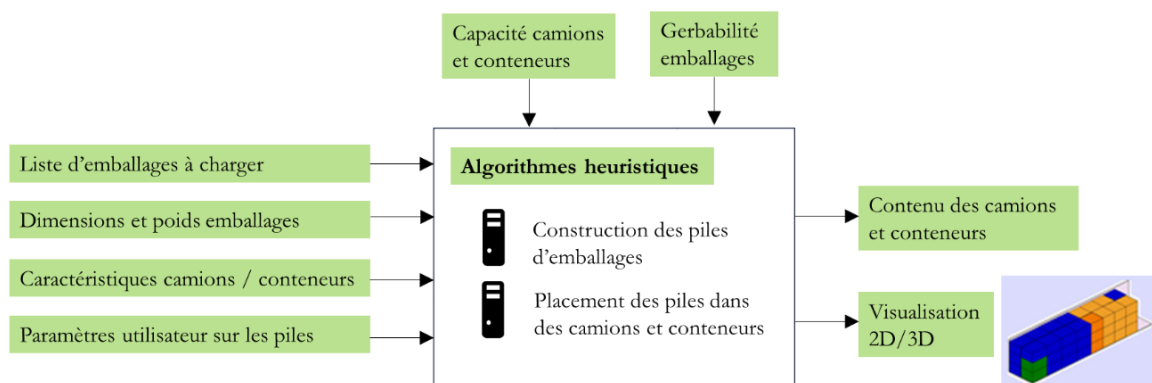 Capacité camions
et conteneurs
Gerbabilité
emballages
Liste d'emballages à charger
Dimensions et poids emballages
Caractéristiques camions / conteneurs
Paramètres utilisateur sur les piles
Algorithmes heuristiques
Construction des piles
d'emballages
Placement des piles dans
des camions et conteneurs
Contenu des camions
et conteneurs
Visualisation
2D/3D